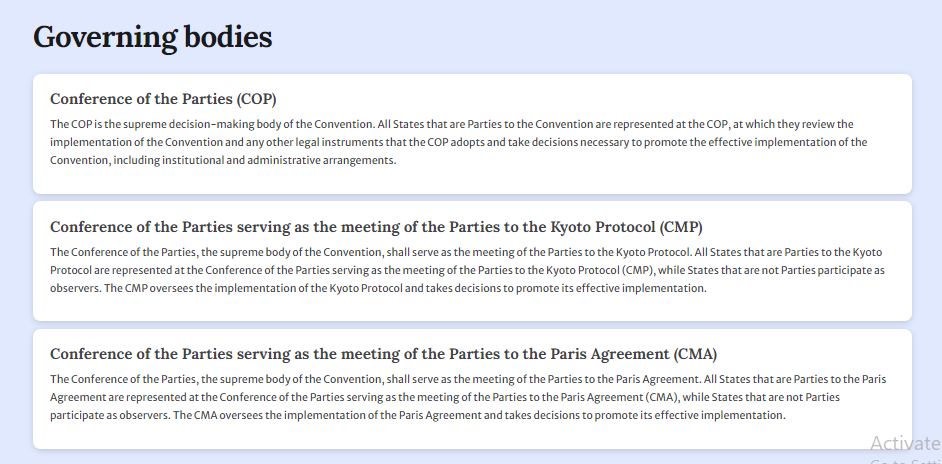 Governing bodies
Conference of the Parties (COP)
The COP is the supreme decision-making body of the Convention. All States that are Parties to the Convention are represented at the COP, at which they review the
implementation of the Convention and any other legal instruments that the COP adopts and take decisions necessary to promote the effective implementation of the
Convention, including institutional and administrative arrangements.
Conference of the Parties serving as the meeting of the Parties to the Kyoto Protocol (CMP)
The Conference of the Parties, the supreme body of the Convention, shall serve as the meeting of the Parties to the Kyoto Protocol. All States that are Parties to the Kyoto
Protocol are represented at the Conference of the Parties serving as the meeting of the Parties to the Kyoto Protocol (CMP), while States that are not Parties participate as
observers. The CMP oversees the implementation of the Kyoto Protocol and takes decisions to promote its effective implementation.
Conference of the Parties serving as the meeting of the Parties to the Paris Agreement (CMA)
The Conference of the Parties, the supreme body of the Convention, shall serve as the meeting of the Parties to the Paris Agreement. All States that are Parties to the Paris
Agreement are represented at the Conference of the Parties serving as the meeting of the Parties to the Paris Agreement (CMA), while States that are not Parties
participate as observers. The CMA oversees the implementation of the Paris Agreement and takes decisions to promote its effective implementation.
Activate